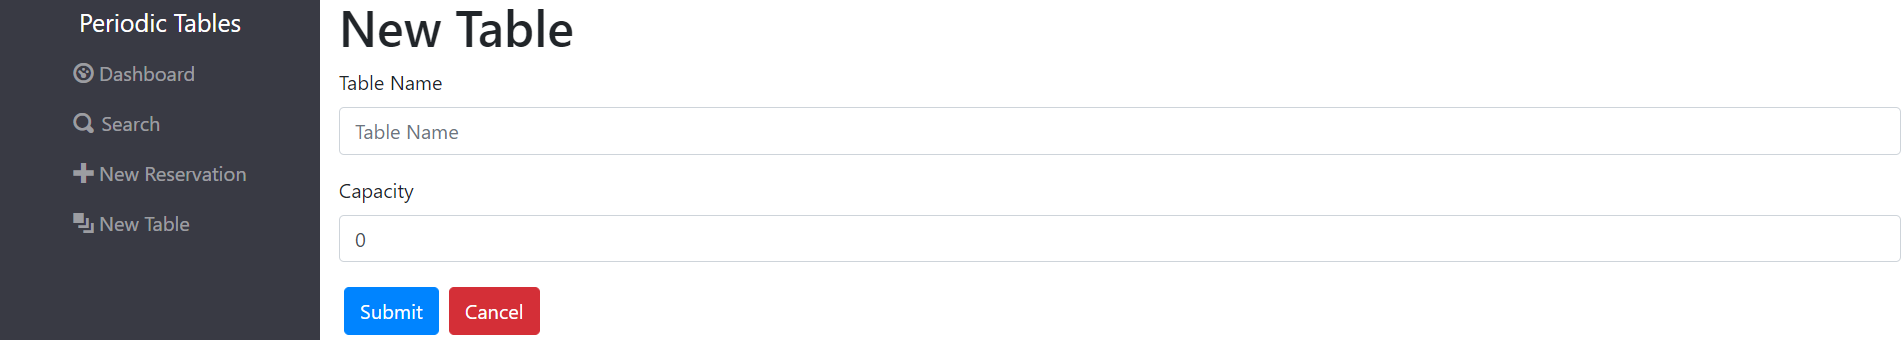 Periodic Tables
Dashboard
Search
New Reservation
New Table
New Table
Table Name
Table Name
Capacity
0
Submit Cancel